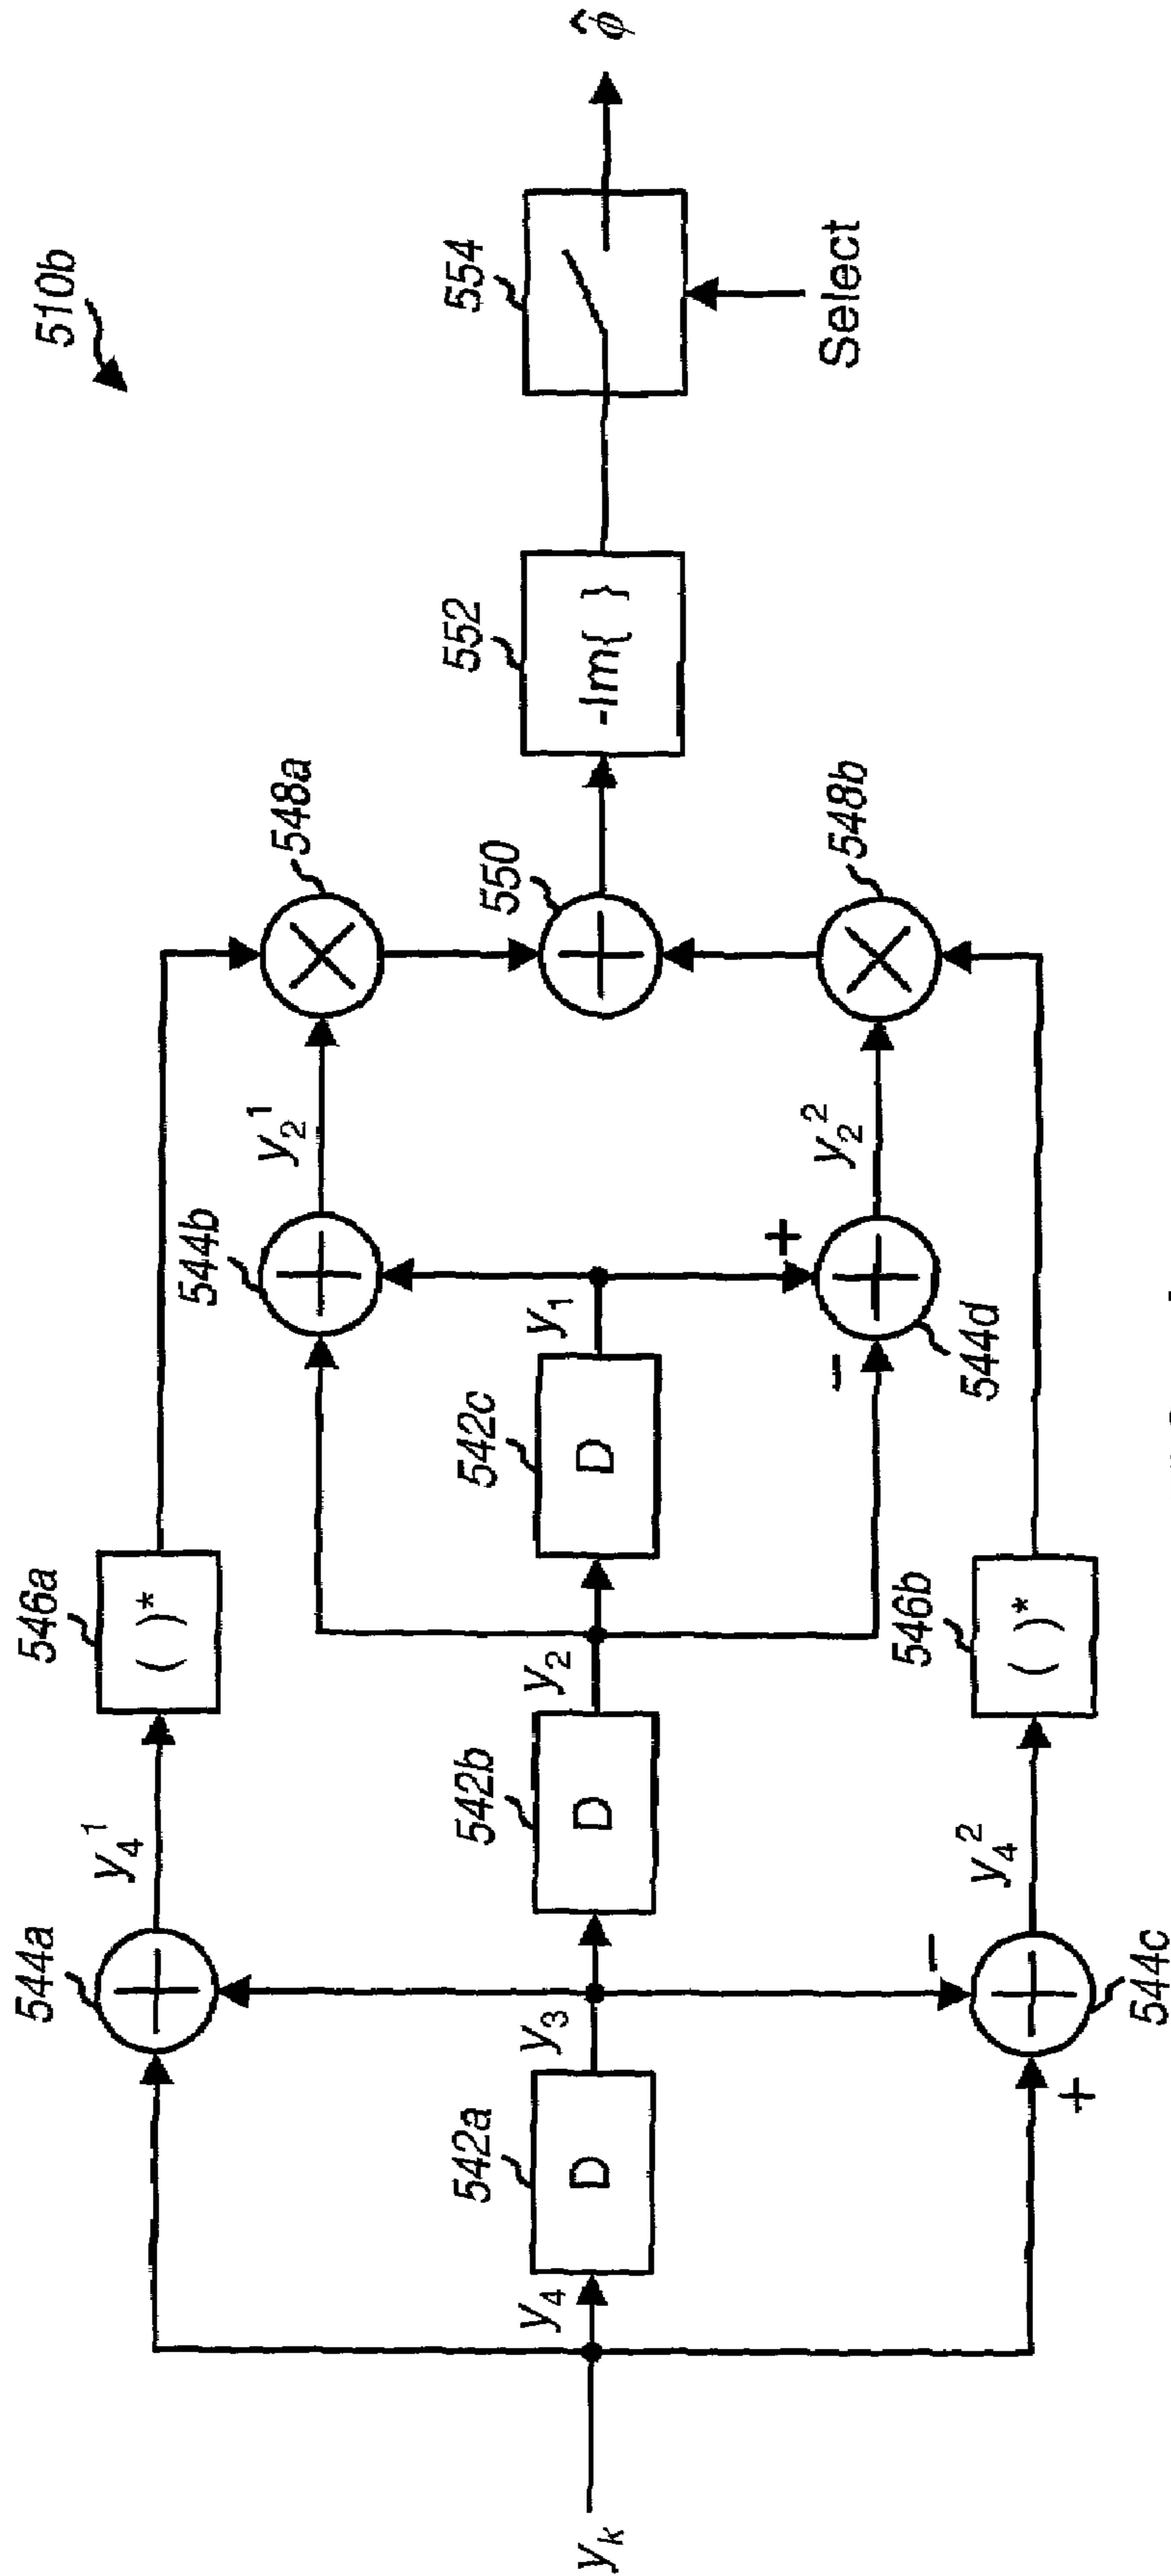 510b
544a
y₄¹
546a
( )*
544b
y₂¹
548a
y_k
y₄
542a
D
y₃
542b
D
y₂
542c
D
y₁
550
552
-Im{ }
554
φ̂
Select
-
+
544c
y₄²
546b
( )*
-
+
544d
y₂²
548b